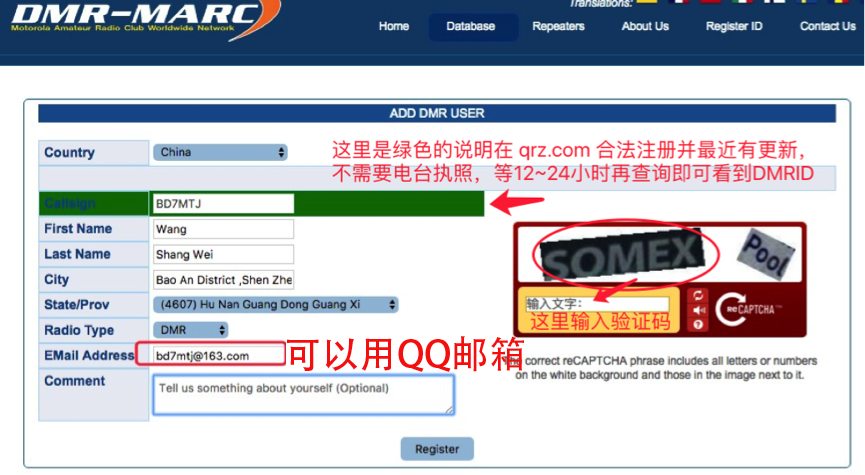 DMR-MARC
Motorola Amateur Radio Club Worldwide Network
Translations:
Home Database Repeaters About Us Register ID Contact Us
ADD DMR USER
Country China
这里是绿色的说明在 qrz.com 合法注册并最近有更新，
不需要电台执照，等12~24小时再查询即可看到DMRID
Callsign BD7MTJ
First Name Wang
Last Name Shang Wei
City Bao An District ,Shen Zhe
State/Prov (4607) Hu Nan Guang Dong Guang Xi
Radio Type DMR
EMail Address bd7mtj@163.com
可以用QQ邮箱
Comment Tell us something about yourself (Optional)
SOMEX Pool
输入文字：
这里输入验证码
reCAPTCHA™
The correct reCAPTCHA phrase includes all letters or numbers
on the white background and those in the image next to it.
Register